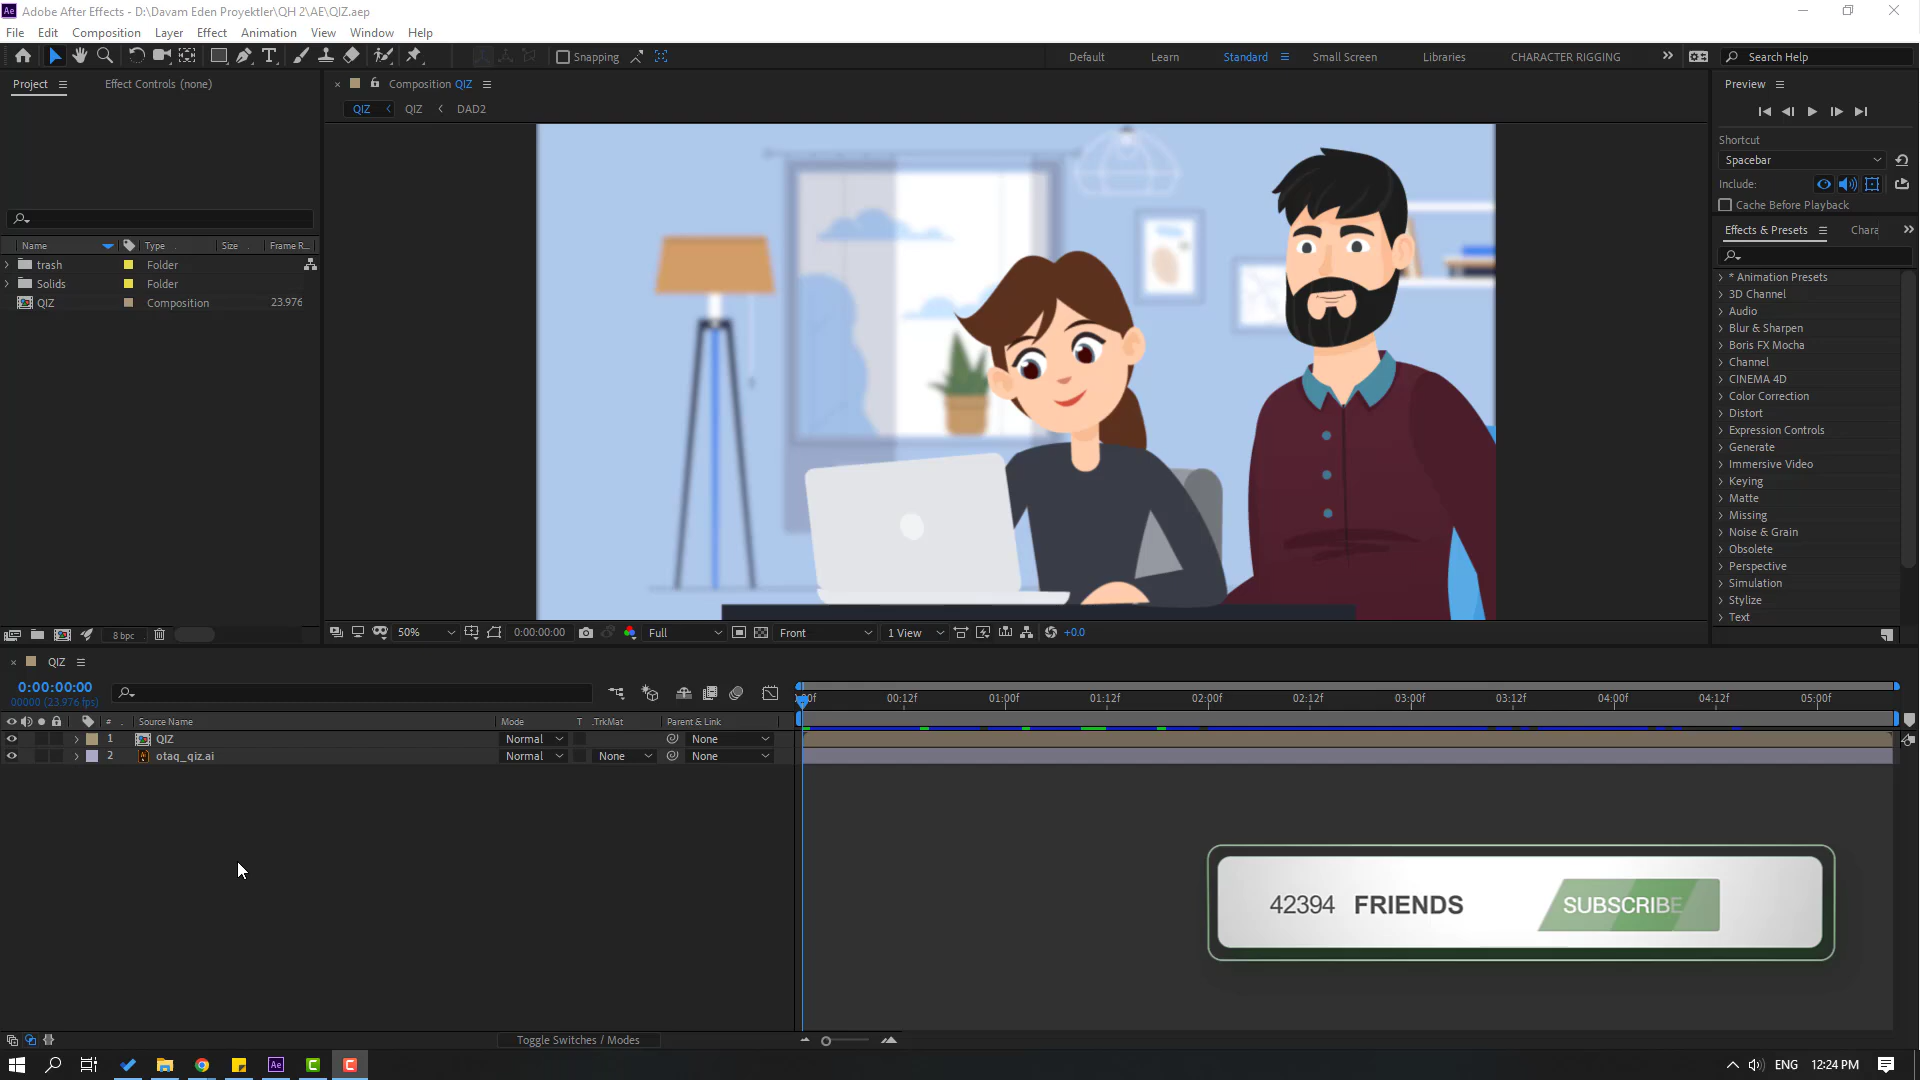 Adobe After Effects - D:\Davam Eden Proyektler\QH 2\AE\QIZ.aep
File Edit Composition Layer Effect Animation View Window Help
Snapping Default Learn Standard Small Screen Libraries CHARACTER RIGGING Search Help
Project Effect Controls (none)
Composition QIZ
QIZ QIZ DAD2
Preview
Shortcut
Spacebar
Include:
Cache Before Playback
Effects & Presets
* Animation Presets
3D Channel
Audio
Blur & Sharpen
Boris FX Mocha
Channel
CINEMA 4D
Color Correction
Distort
Expression Controls
Generate
Immersive Video
Keying
Matte
Missing
Noise & Grain
Obsolete
Perspective
Simulation
Stylize
Text
Name Type Size Frame R...
trash Folder
Solids Folder
QIZ Composition 23.976
8 bpc
50% 0:00:00:00 Full Front 1 View +0.0
QIZ
0:00:00:00
00000 (23.976 fps)
00:12f 01:00f 01:12f 02:00f 02:12f 03:00f 03:12f 04:00f 04:12f 05:00f
# Source Name Mode T .TrkMat Parent & Link
1 QIZ Normal None
2 otaq_qiz.ai Normal None None
42394 FRIENDS SUBSCRIBE
Toggle Switches / Modes
Ae ENG 12:24 PM